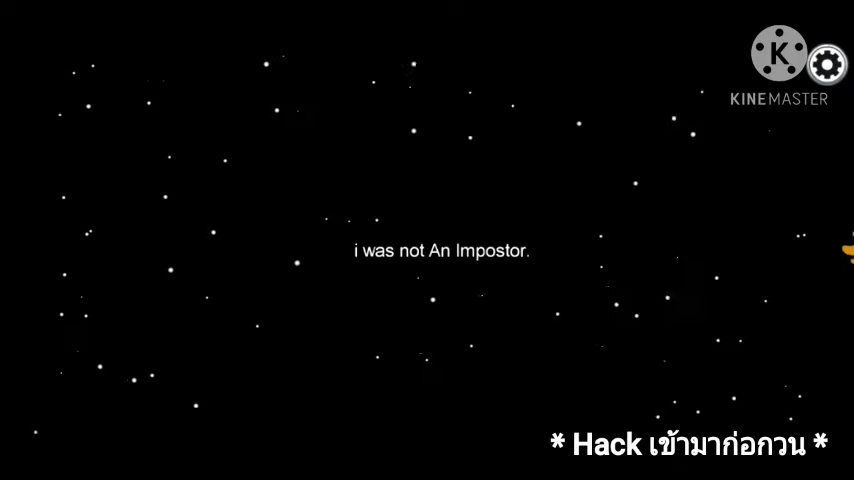 K
KINEMASTER
i was not An Impostor.
* Hack เข้ามาก่อกวน *